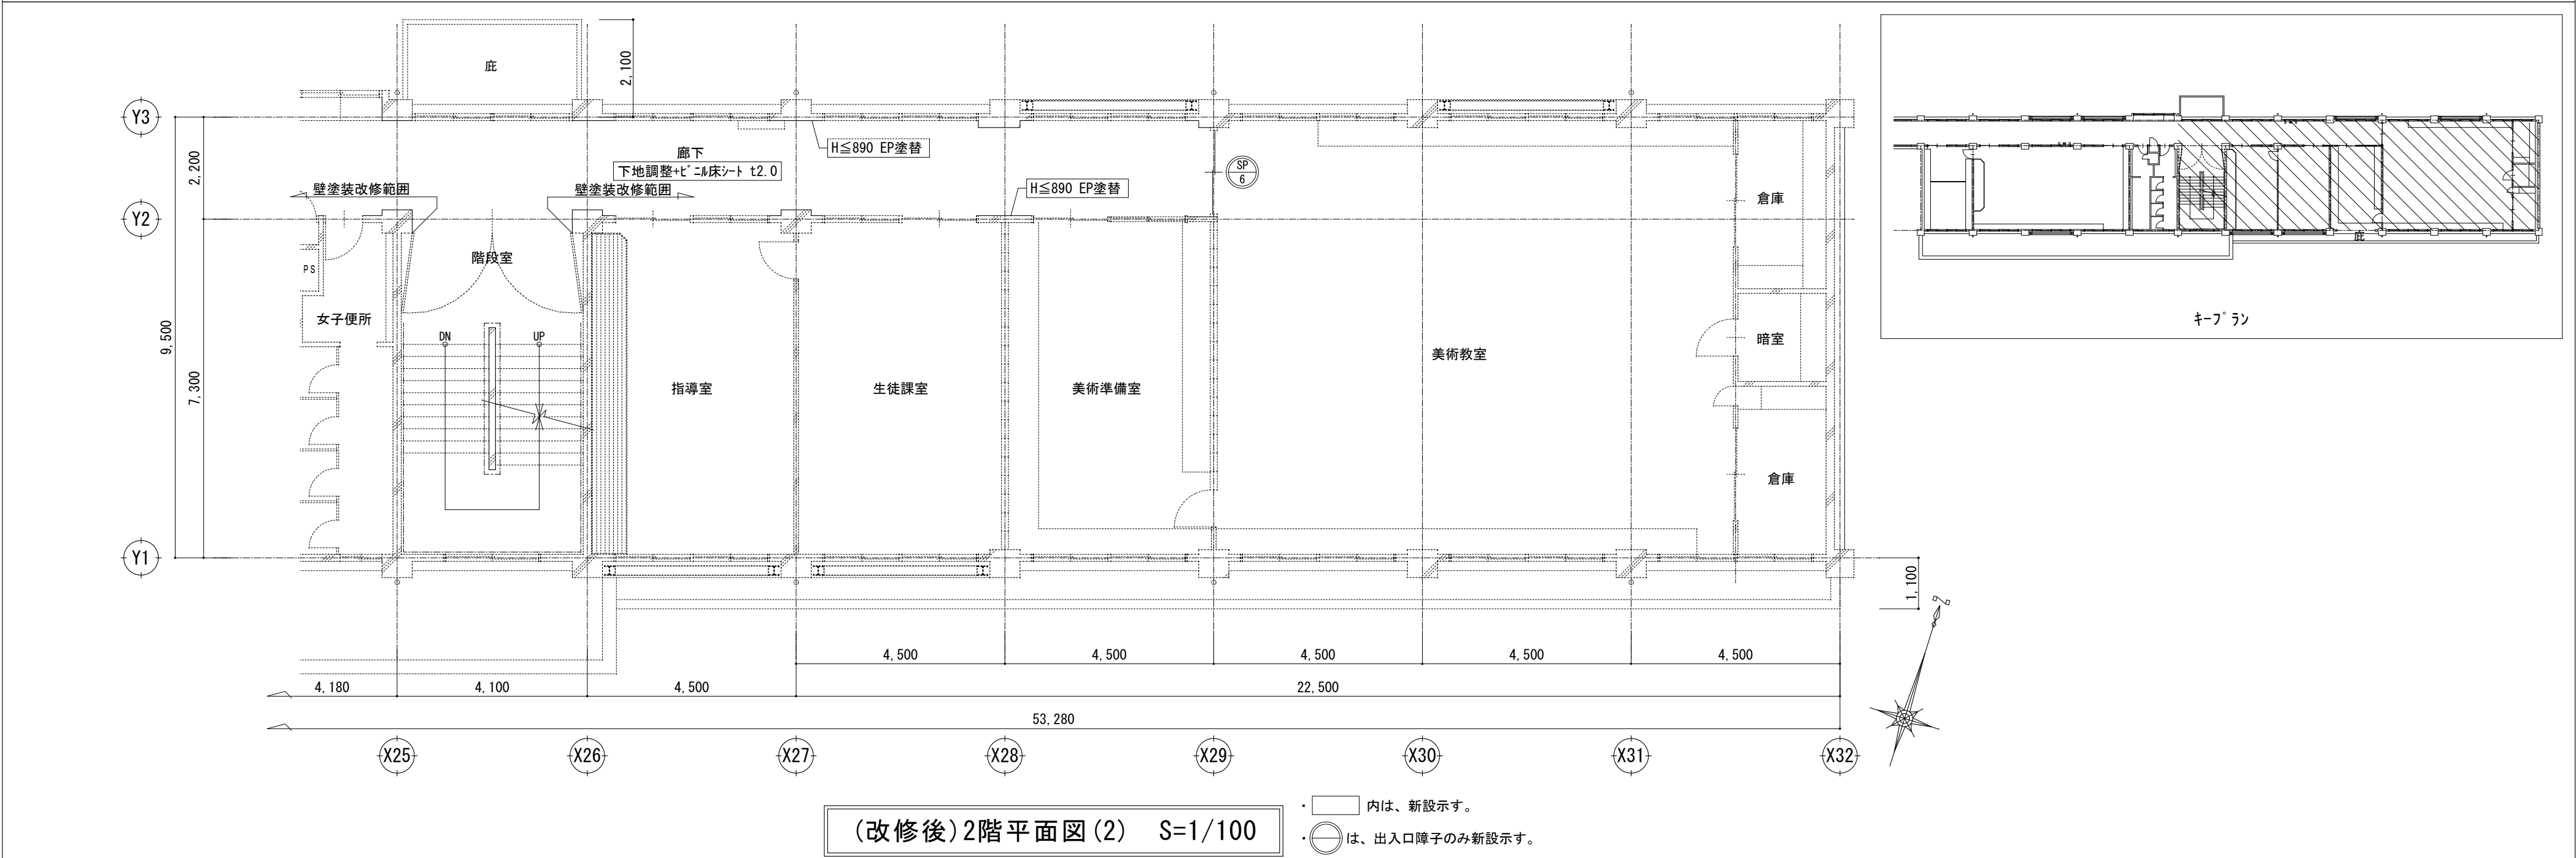 庇
2,100
Y3
H≦890 EP塗替
廊下
下地調整+ビニル床シート t2.0
SP
6
2,200
壁塗装改修範囲
壁塗装改修範囲
H≦890 EP塗替
倉庫
Y2
PS
階段室
女子便所
9,500
7,300
DN
UP
暗室
指導室
生徒課室
美術準備室
美術教室
倉庫
Y1
1,100
4,500
4,500
4,500
4,500
4,500
4,180
4,100
4,500
22,500
53,280
X25
X26
X27
X28
X29
X30
X31
X32
庇
キープラン
(改修後)2階平面図(2) S=1/100
・ 内は、新設示す。
・ は、出入口障子のみ新設示す。